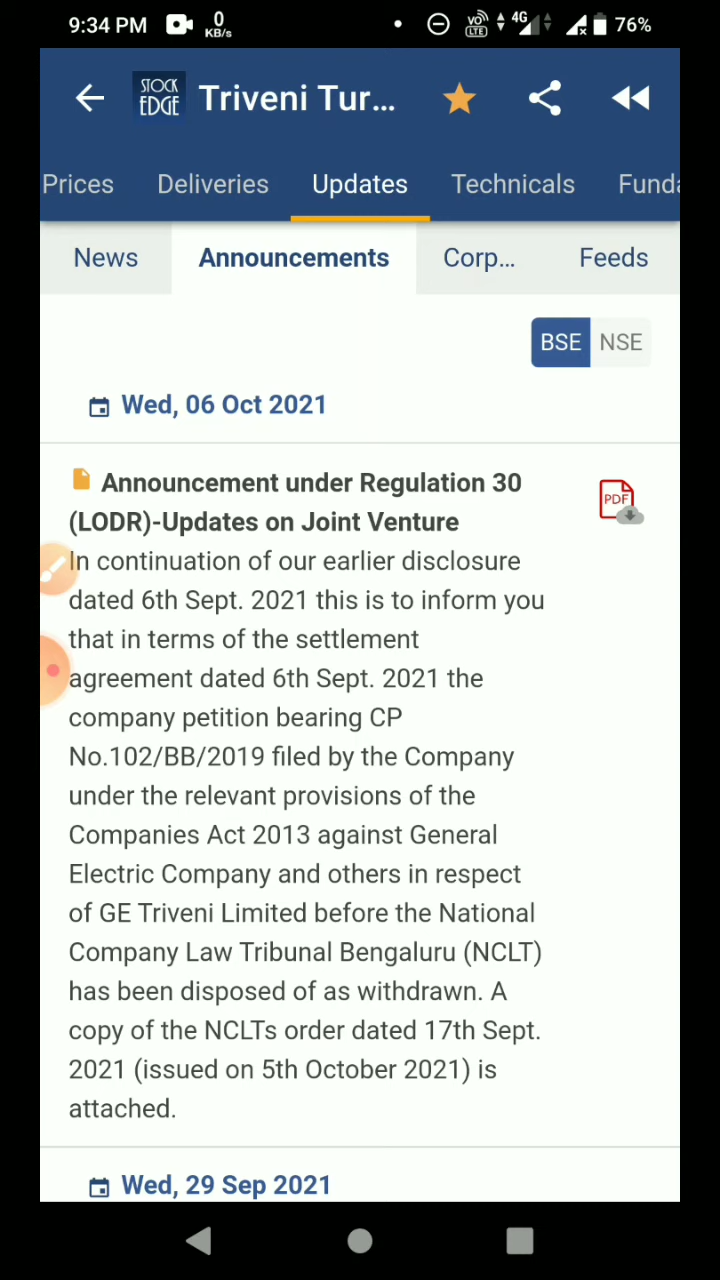 9:34 PM 0 KB/s VO LTE 4G 76%
STOCK EDGE Triveni Tur...
Prices Deliveries Updates Technicals Funda
News Announcements Corp... Feeds
BSE NSE
Wed, 06 Oct 2021
Announcement under Regulation 30
(LODR)-Updates on Joint Venture
PDF
In continuation of our earlier disclosure
dated 6th Sept. 2021 this is to inform you
that in terms of the settlement
agreement dated 6th Sept. 2021 the
company petition bearing CP
No.102/BB/2019 filed by the Company
under the relevant provisions of the
Companies Act 2013 against General
Electric Company and others in respect
of GE Triveni Limited before the National
Company Law Tribunal Bengaluru (NCLT)
has been disposed of as withdrawn. A
copy of the NCLTs order dated 17th Sept.
2021 (issued on 5th October 2021) is
attached.
Wed, 29 Sep 2021